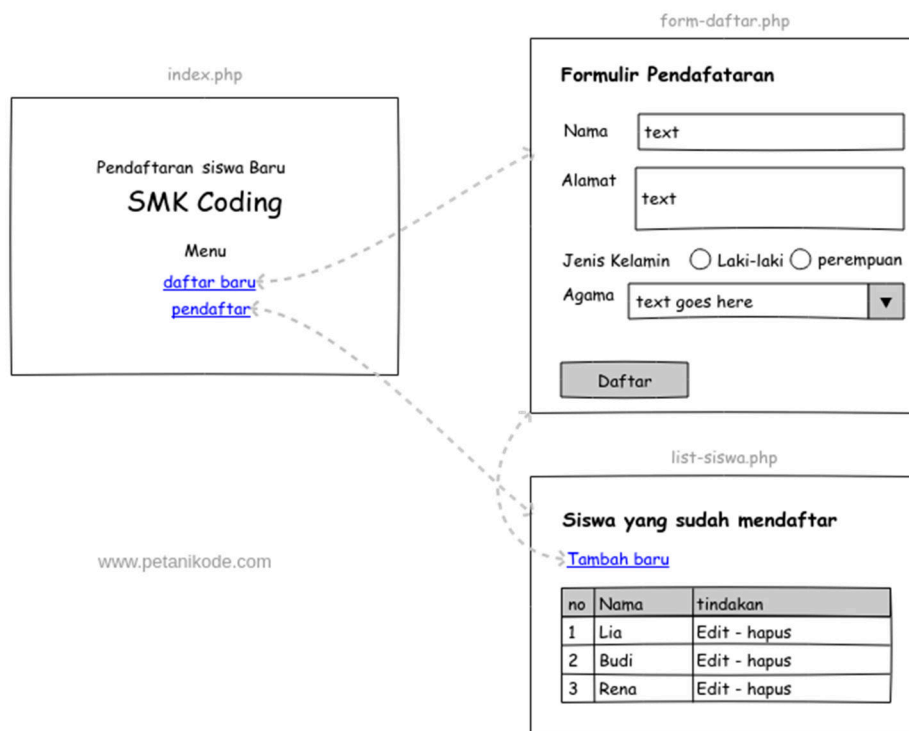 index.php
Pendaftaran siswa Baru
SMK Coding
Menu
daftar baru
pendaftar
form-daftar.php
Formulir Pendafataran
Nama text
Alamat text
Jenis Kelamin Laki-laki perempuan
Agama text goes here
Daftar
list-siswa.php
Siswa yang sudah mendaftar
Tambah baru
no Nama tindakan
1 Lia Edit - hapus
2 Budi Edit - hapus
3 Rena Edit - hapus
www.petanikode.com